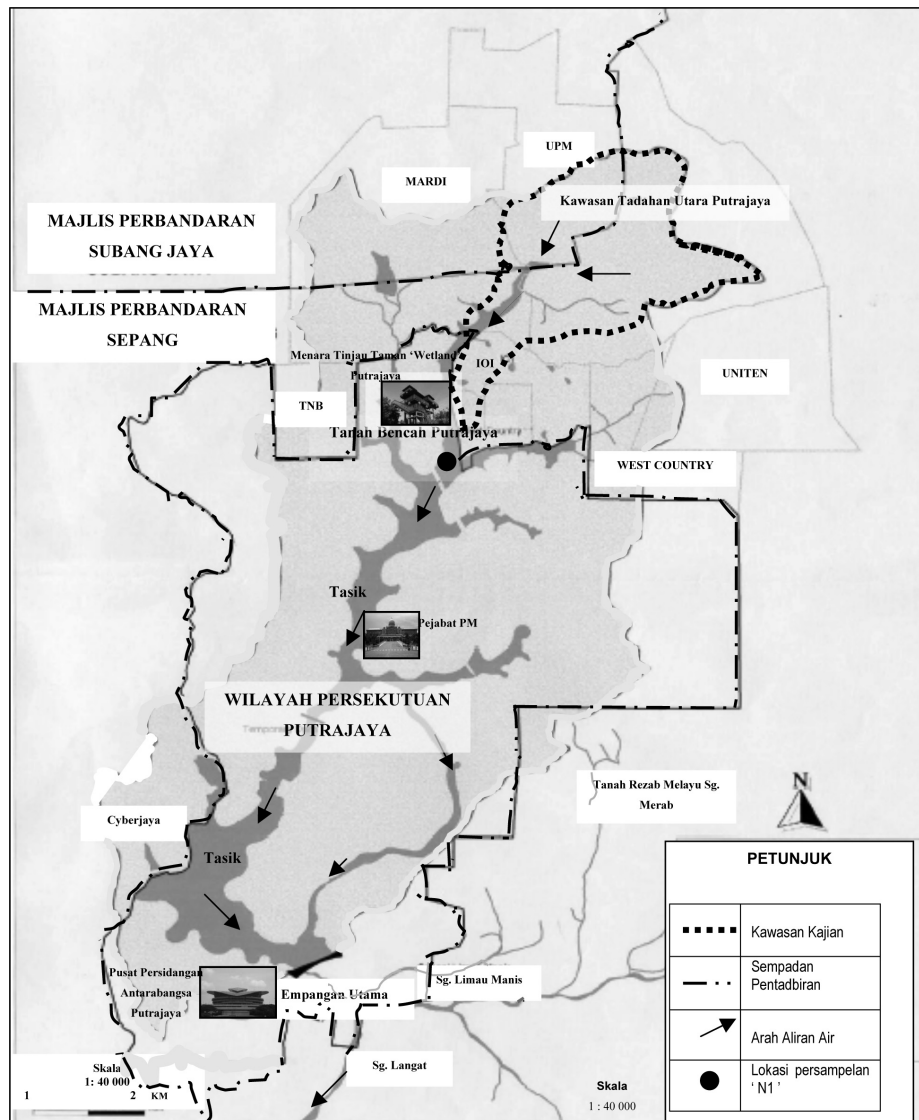 UPM
MARDI
Kawasan Tadahan Utara Putrajaya
MAJLIS PERBANDARAN
SUBANG JAYA
MAJLIS PERBANDARAN
SEPANG
Menara Tinjau Taman ‘Wetland
Putrajaya
IOI
UNITEN
TNB
Tanah Bencah Putrajaya
WEST COUNTRY
Tasik
Pejabat PM
WILAYAH PERSEKUTUAN
PUTRAJAYA
Tanah Rezab Melayu Sg.
Merab
N
Cyberjaya
Tasik
PETUNJUK
Kawasan Kajian
Sempadan
Pentadbiran
Arah Aliran Air
Lokasi persampelan
‘ N1 ’
Pusat Persidangan
Antarabangsa
Putrajaya
Empangan Utama
Sg. Limau Manis
Sg. Langat
Skala
1: 40 000
1 2 KM
Skala
1 : 40 000